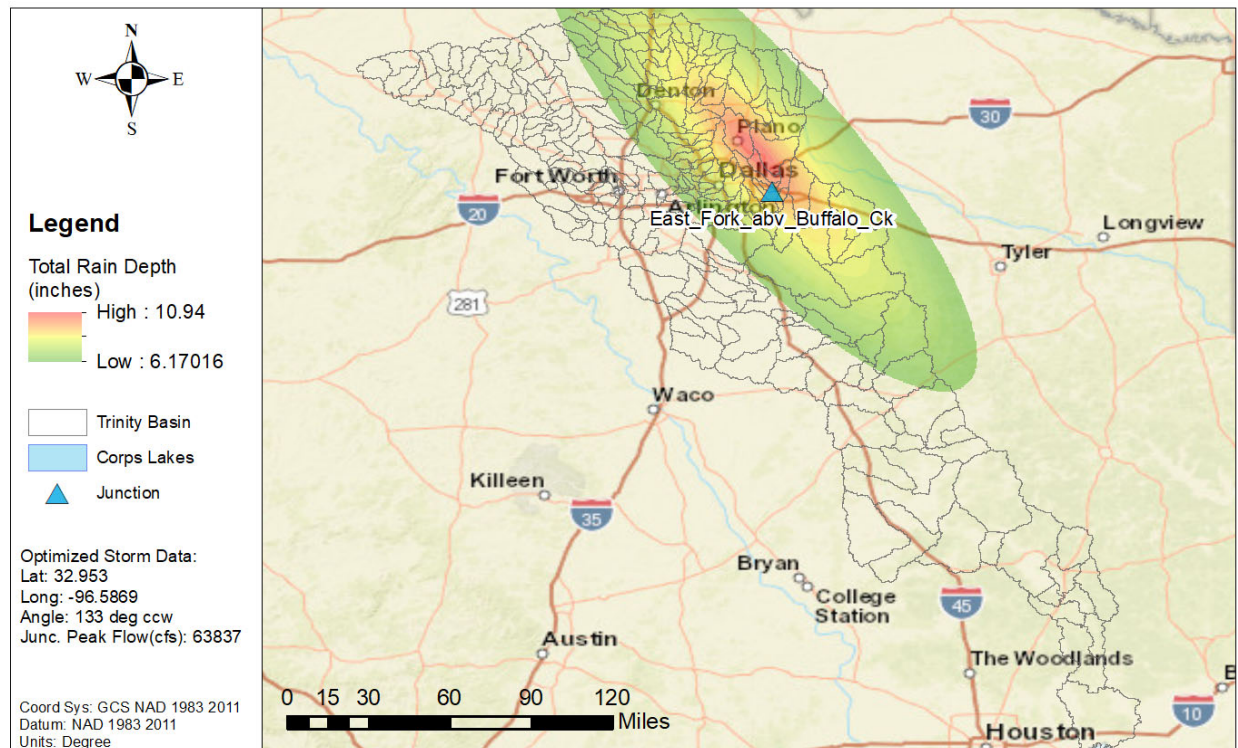 N
W E
S
Legend
Total Rain Depth
(inches)
High : 10.94
Low : 6.17016
Trinity Basin
Corps Lakes
Junction
Optimized Storm Data:
Lat: 32.953
Long: -96.5869
Angle: 133 deg ccw
Junc. Peak Flow(cfs): 63837
Coord Sys: GCS NAD 1983 2011
Datum: NAD 1983 2011
Units: Degree
Denton
30
Plano
Dallas
Fort Worth
Arlington
20
East_Fork_abv_Buffalo_Ck
Longview
Tyler
281
Waco
Killeen
35
Bryan
College
Station
45
Austin
The Woodlands
B
10
Houston
0 15 30 60 90 120
Miles